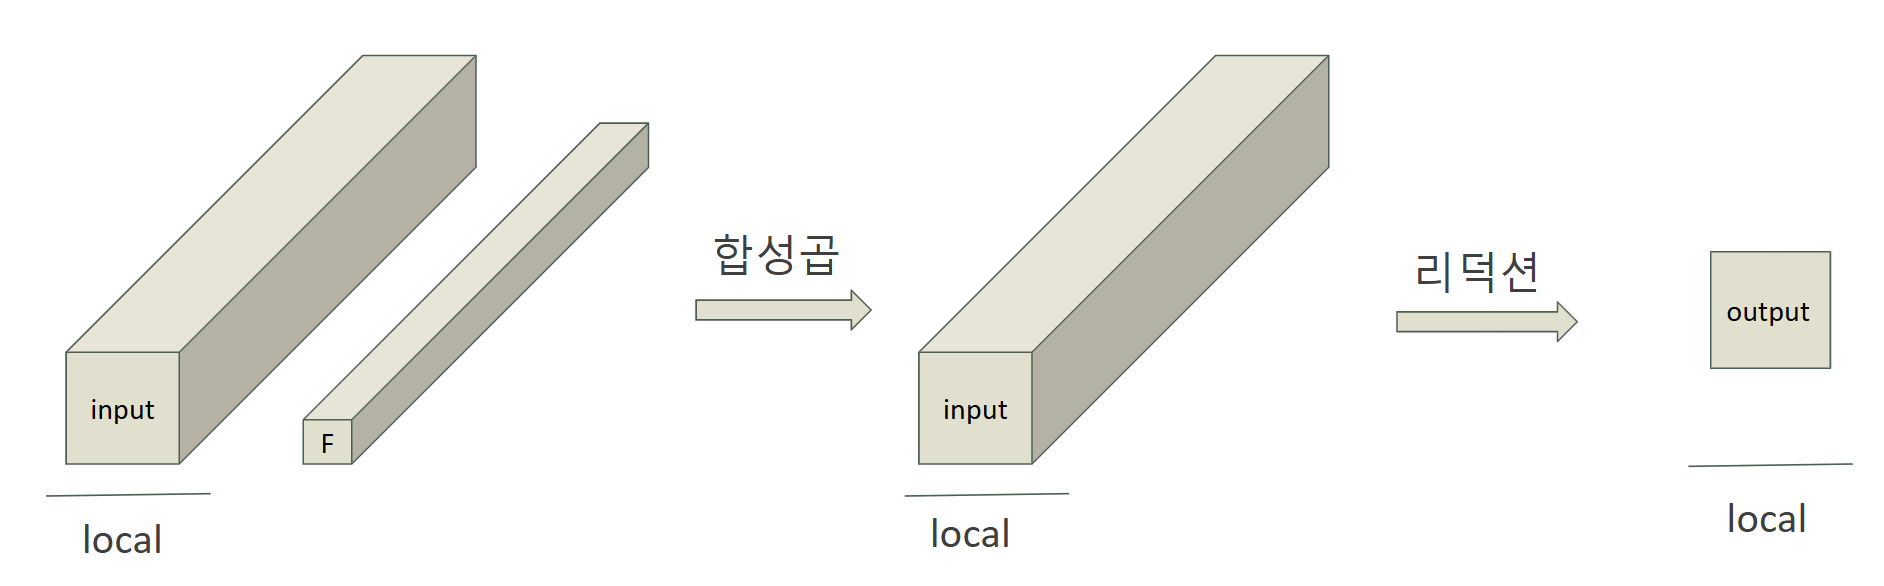 합성곱
리덕션
input
F
input
output
local
local
local